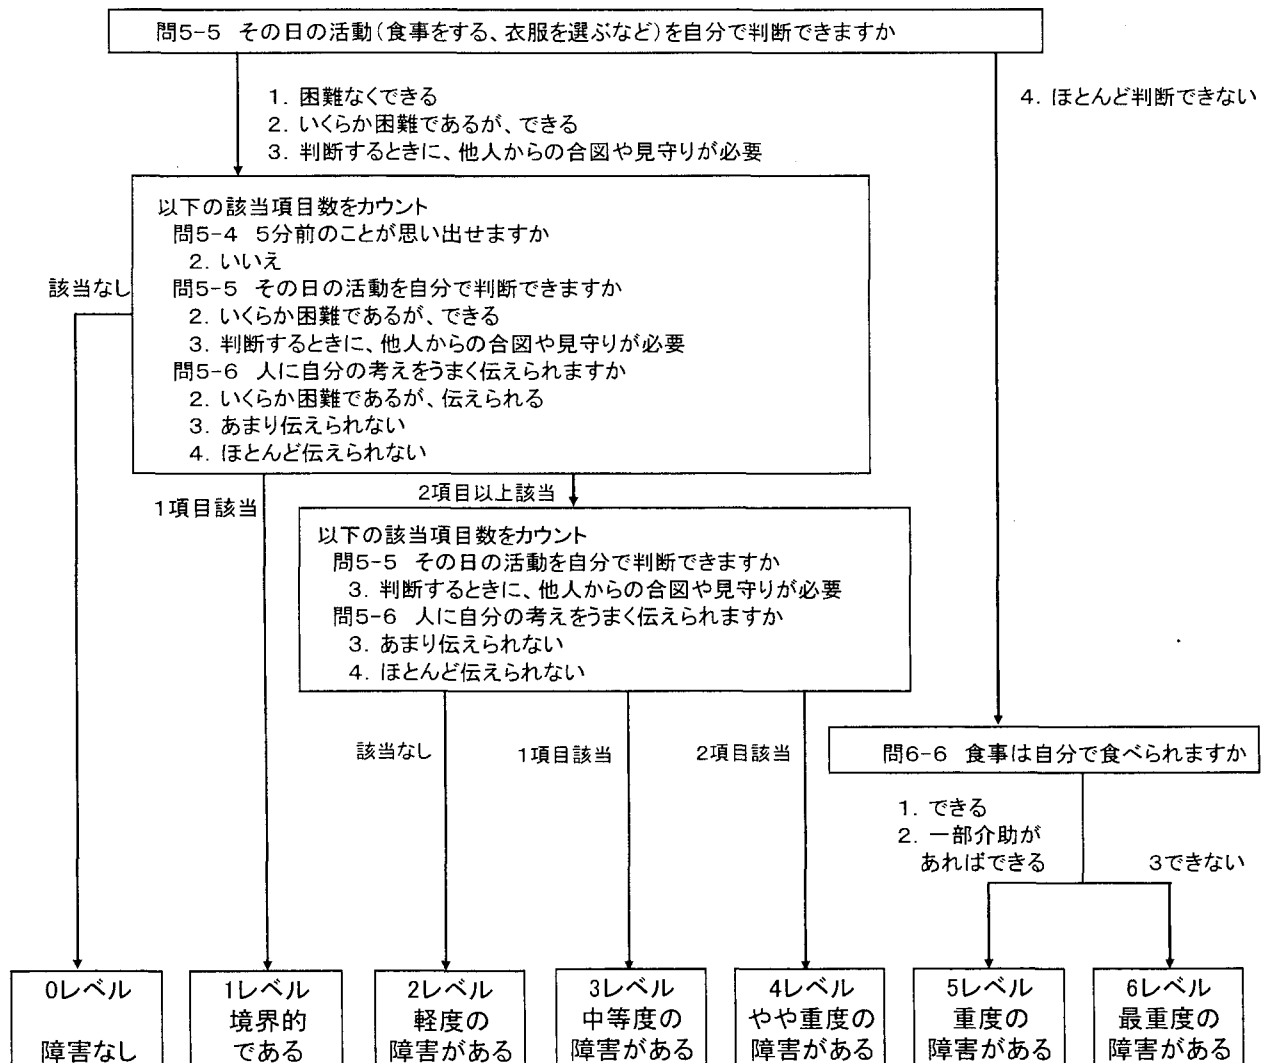 問5-5 その日の活動(食事をする、衣服を選ぶなど)を自分で判断できますか
1. 困難なくできる
2. いくらか困難であるが、できる
3. 判断するときに、他人からの合図や見守りが必要
4. ほとんど判断できない
以下の該当項目数をカウント
問5-4 5分前のことが思い出せますか
2. いいえ
問5-5 その日の活動を自分で判断できますか
2. いくらか困難であるが、できる
3. 判断するときに、他人からの合図や見守りが必要
問5-6 人に自分の考えをうまく伝えられますか
2. いくらか困難であるが、伝えられる
3. あまり伝えられない
4. ほとんど伝えられない
該当なし
1項目該当
2項目以上該当
以下の該当項目数をカウント
問5-5 その日の活動を自分で判断できますか
3. 判断するときに、他人からの合図や見守りが必要
問5-6 人に自分の考えをうまく伝えられますか
3. あまり伝えられない
4. ほとんど伝えられない
該当なし
1項目該当
2項目該当
問6-6 食事は自分で食べられますか
1. できる
2. 一部介助が
あればできる
3できない
0レベル
障害なし
1レベル
境界的
である
2レベル
軽度の
障害がある
3レベル
中等度の
障害がある
4レベル
やや重度の
障害がある
5レベル
重度の
障害がある
6レベル
最重度の
障害がある